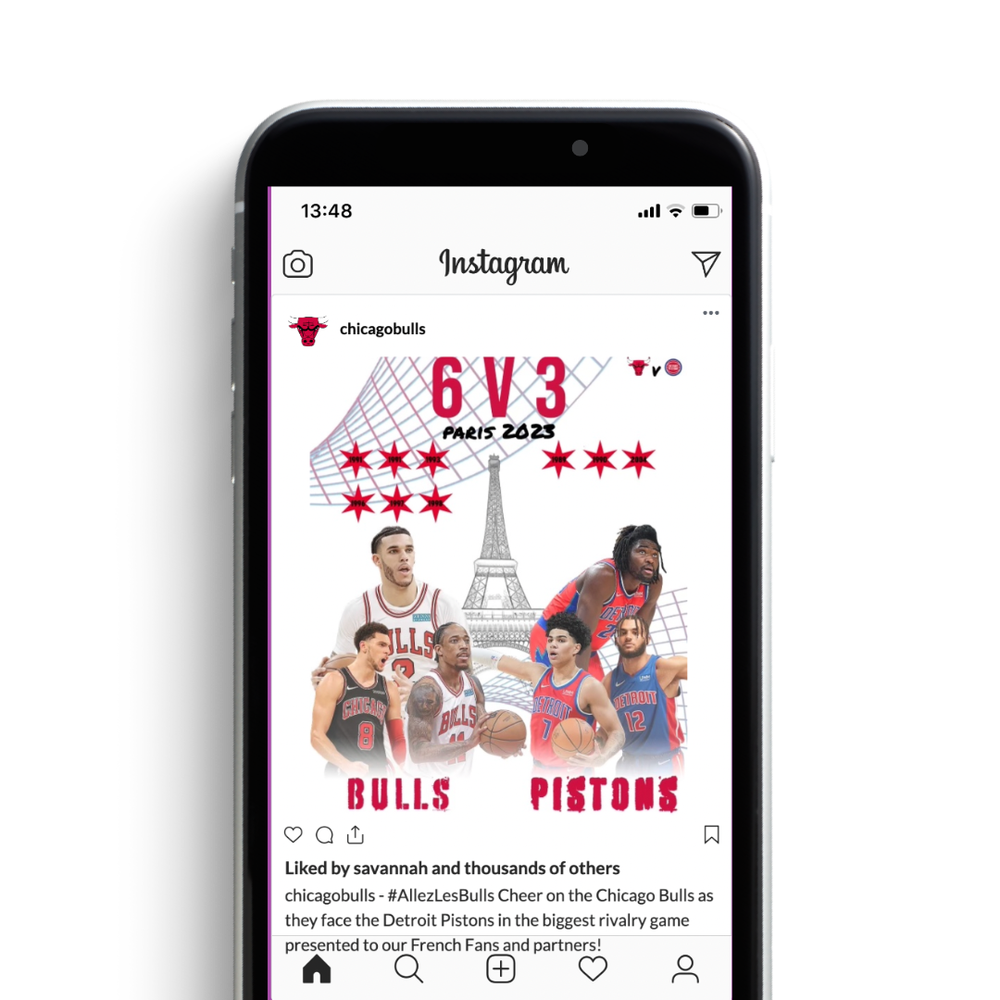 13:48
Instagram
chicagobulls
6 V 3
V
PARIS 2023
1991 1993
1989 1990 2004
1996 1997 1998
BULLS
DETROIT
CHICAGO
8
BULLS
11
DETROIT
7
DETROIT
12
BULLS PISTONS
Liked by savannah and thousands of others
chicagobulls - #AllezLesBulls Cheer on the Chicago Bulls as
they face the Detroit Pistons in the biggest rivalry game
presented to our French Fans and partners!